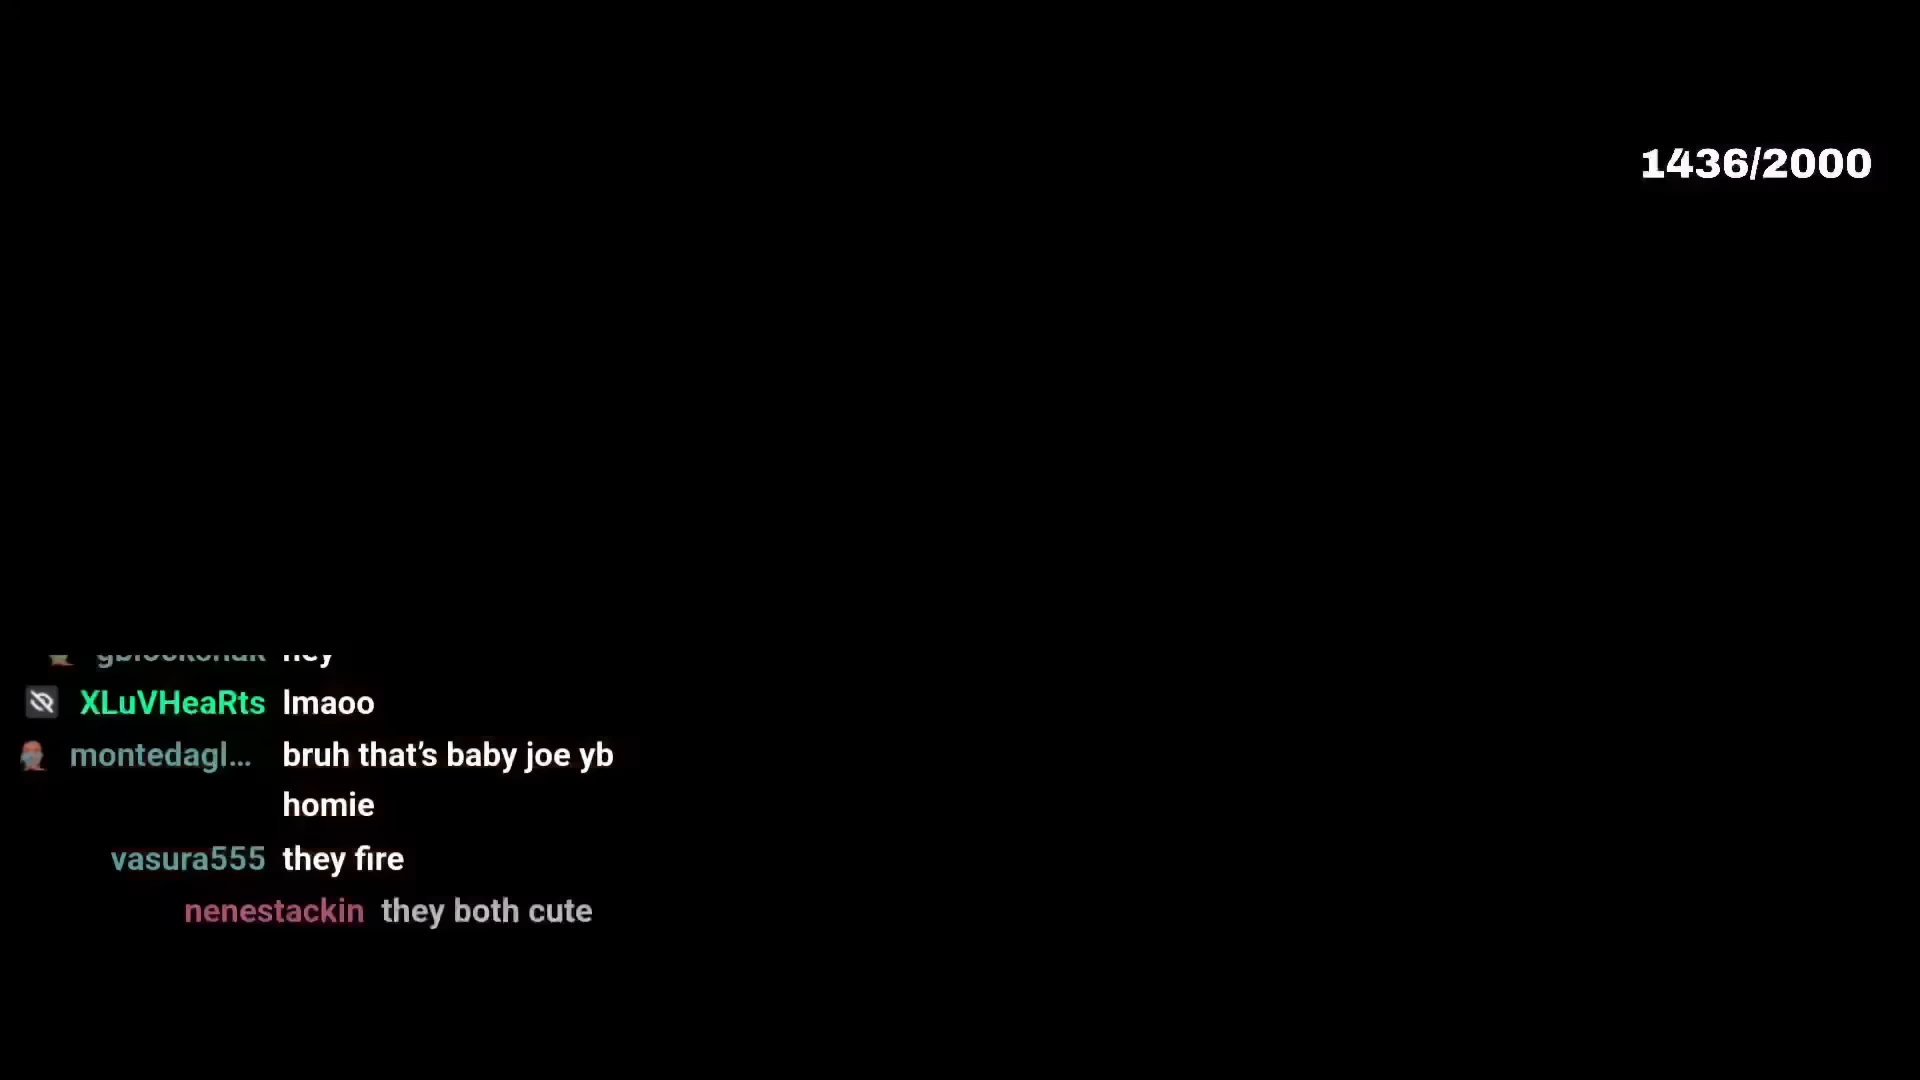 1436/2000
XLuVHeaRts lmaoo
montedagl... bruh that’s baby joe yb
homie
vasura555 they fire
nenestackin they both cute